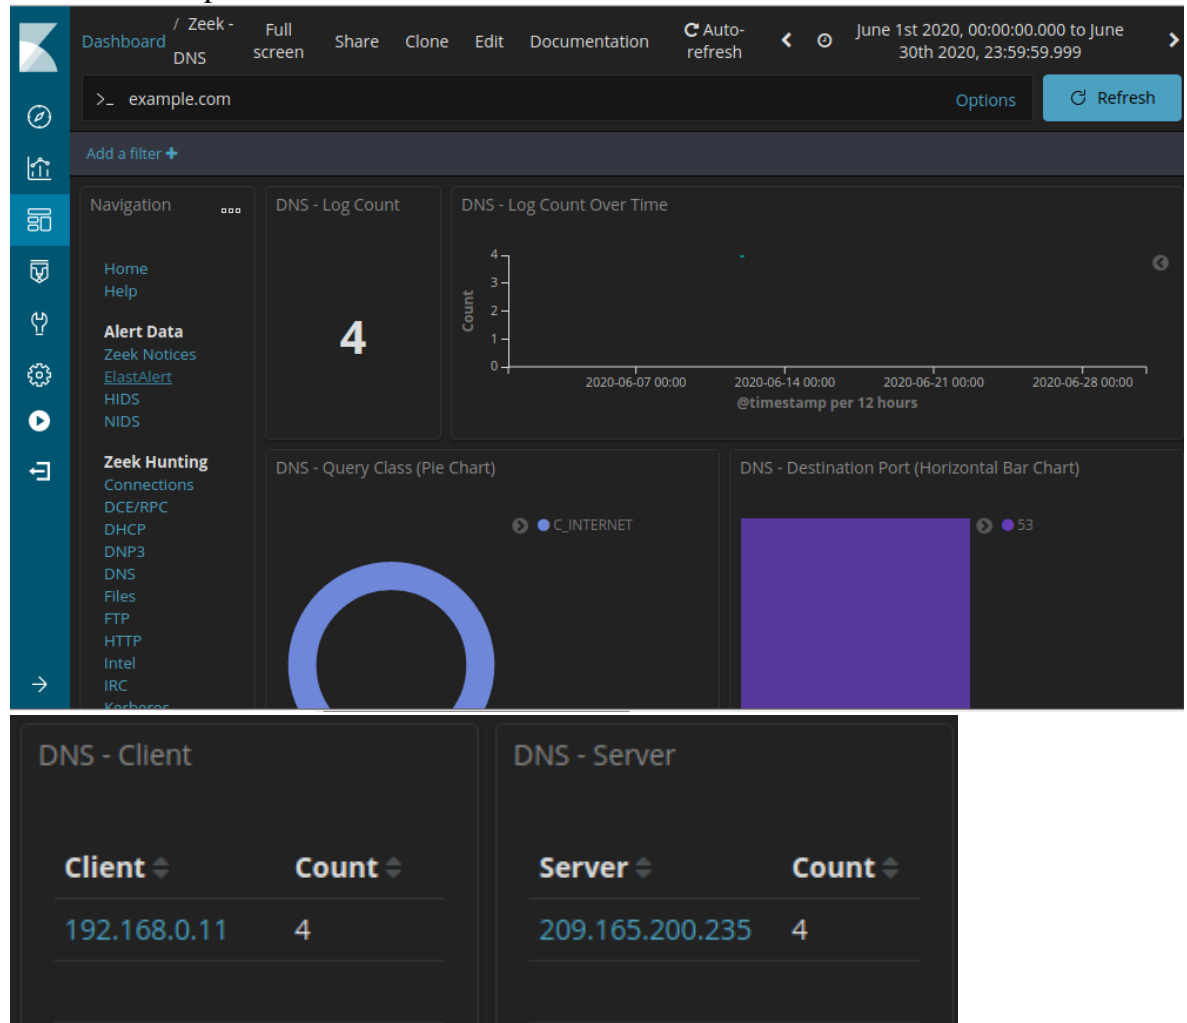 Dashboard / Zeek - DNS
Full screen
Share
Clone
Edit
Documentation
Auto-refresh
June 1st 2020, 00:00:00.000 to June 30th 2020, 23:59:59.999
>_ example.com
Options
Refresh
Add a filter +
Navigation
Home
Help
Alert Data
Zeek Notices
ElastAlert
HIDS
NIDS
Zeek Hunting
Connections
DCE/RPC
DHCP
DNP3
DNS
Files
FTP
HTTP
Intel
IRC
Kerberos
DNS - Log Count
4
DNS - Log Count Over Time
4
3
2
1
0
Count
2020-06-07 00:00
2020-06-14 00:00
2020-06-21 00:00
2020-06-28 00:00
@timestamp per 12 hours
DNS - Query Class (Pie Chart)
C_INTERNET
DNS - Destination Port (Horizontal Bar Chart)
53
DNS - Client
Client Count
192.168.0.11 4
DNS - Server
Server Count
209.165.200.235 4